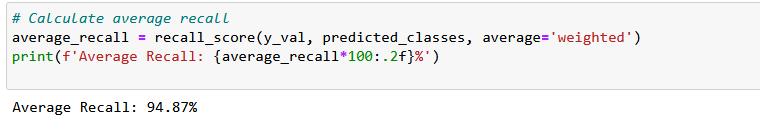 # Calculate average recall
average_recall = recall_score(y_val, predicted_classes, average='weighted')
print(f'Average Recall: {average_recall*100:.2f}%')
Average Recall: 94.87%